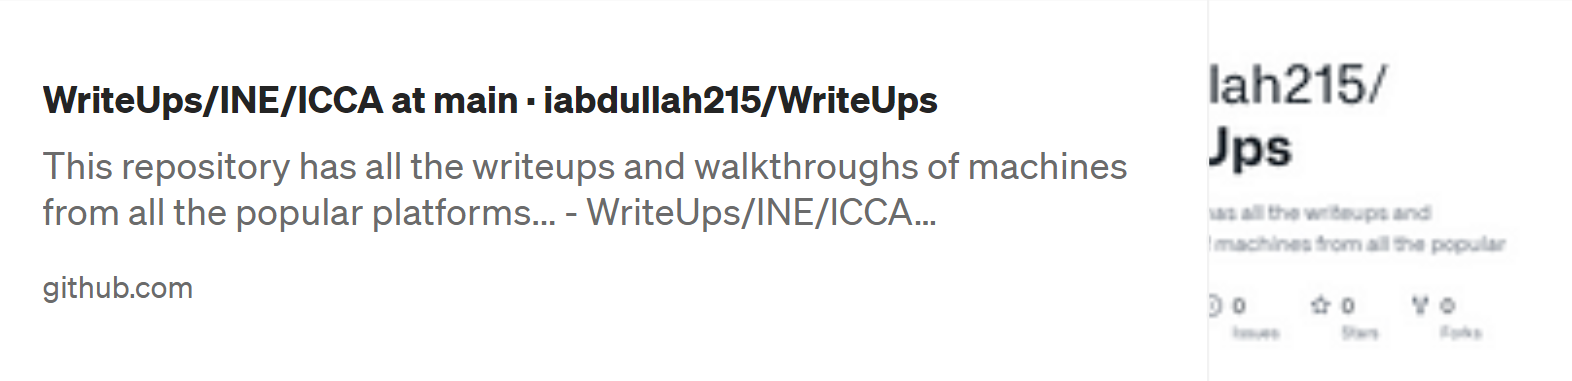 WriteUps/INE/ICCA at main · iabdullah215/WriteUps
This repository has all the writeups and walkthroughs of machines
from all the popular platforms... - WriteUps/INE/ICCA...
github.com
lah215/
Ups
has all the writeups and
machines from all the popular
0 0 0
Issues Stars Forks